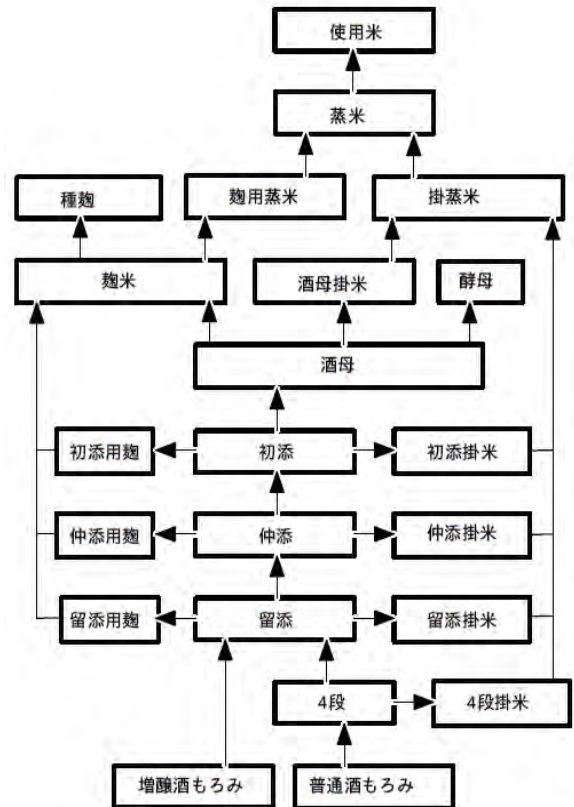 使用米
蒸米
種麹
麹用蒸米
掛蒸米
麹米
酒母掛米
酵母
酒母
初添用麹
初添
初添掛米
仲添用麹
仲添
仲添掛米
留添用麹
留添
留添掛米
4段
4段掛米
増醸酒もろみ
普通酒もろみ